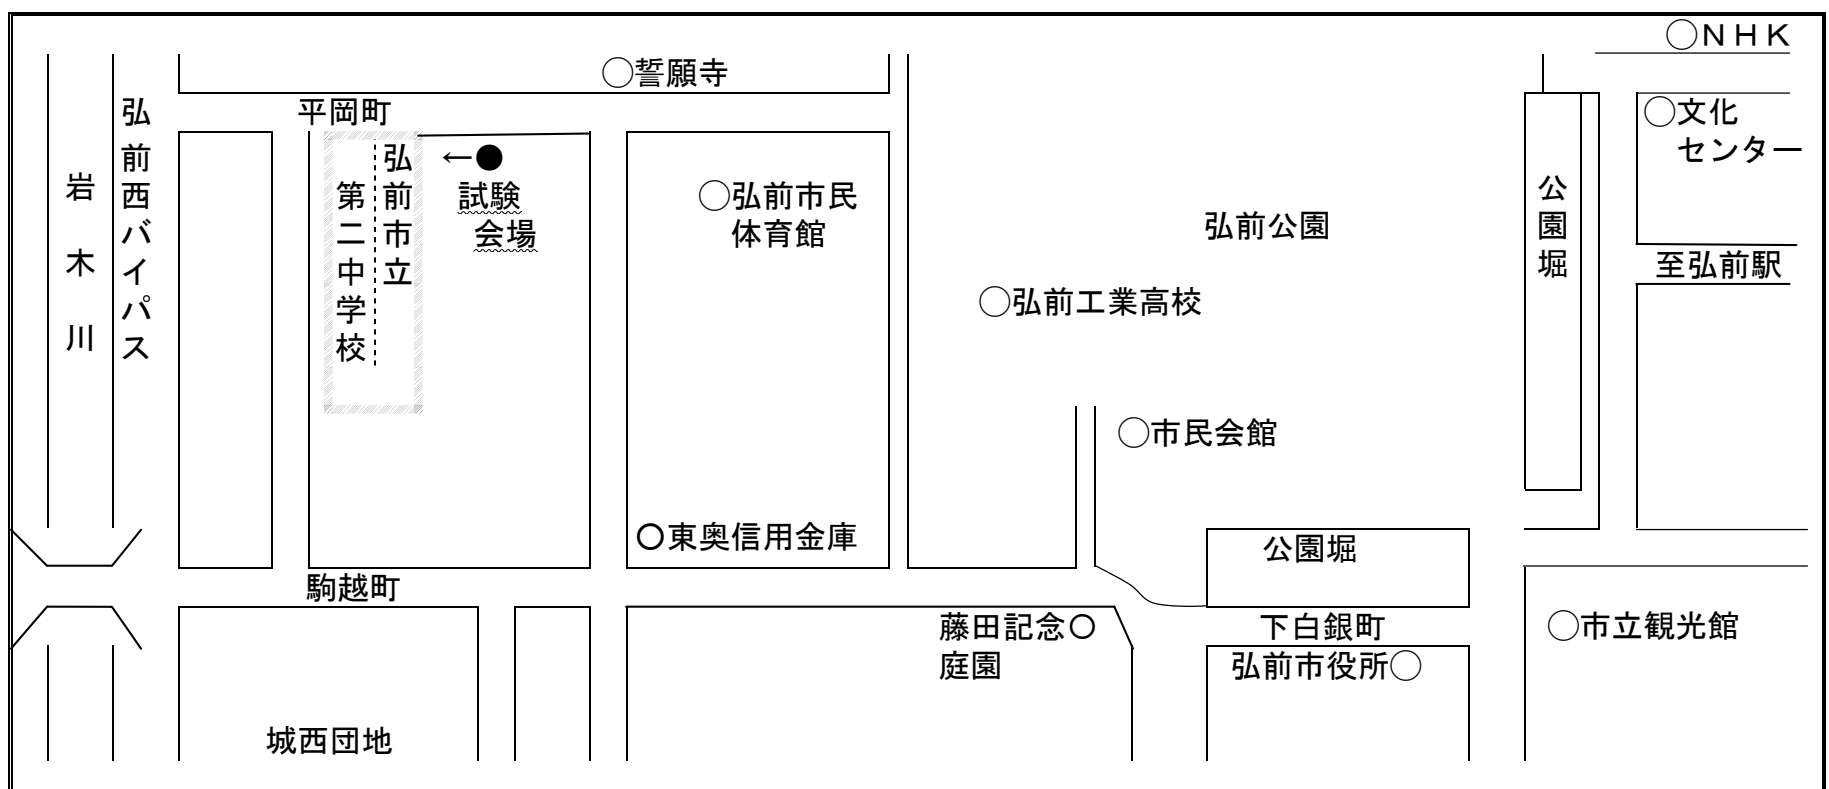 ○NHK
○誓願寺
平岡町
○文化
センター
弘前西バイパス
岩木川
弘前市立
第二中学校
←●
試験
会場
○弘前市民
体育館
弘前公園
公園堀
至弘前駅
○弘前工業高校
○市民会館
○東奥信用金庫
公園堀
駒越町
藤田記念○
庭園
下白銀町
○市立観光館
弘前市役所○
城西団地